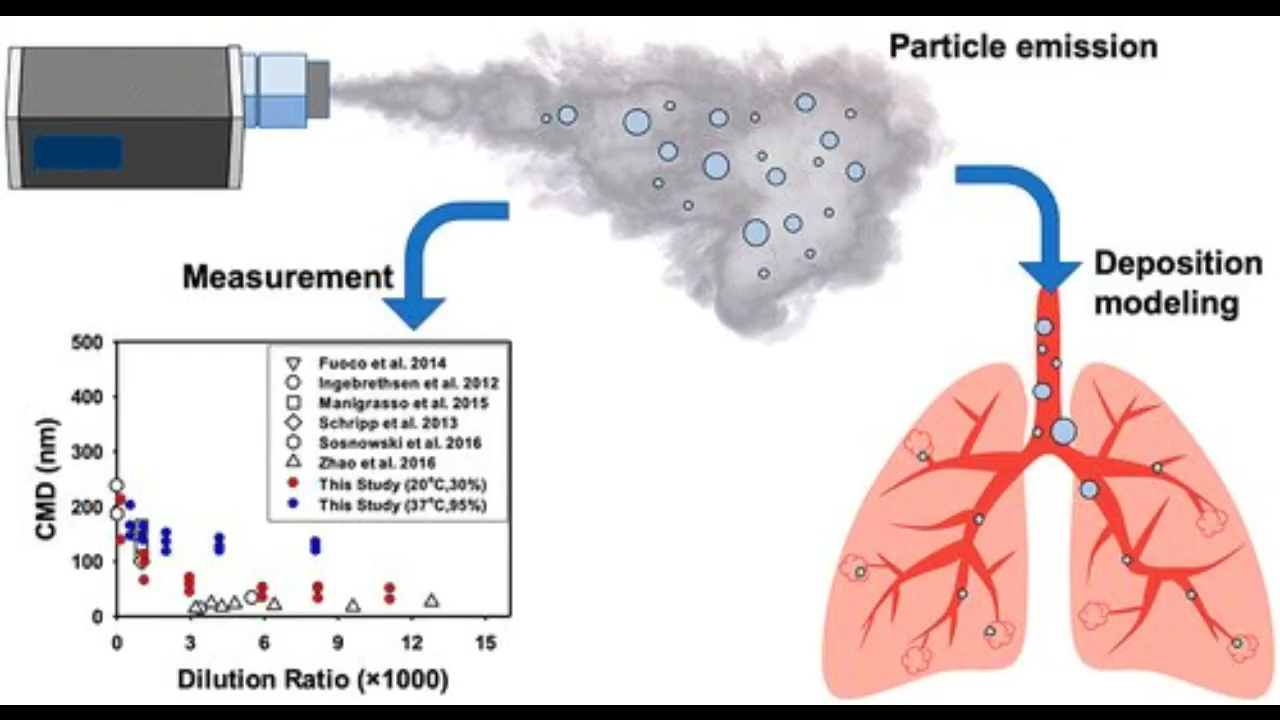 Particle emission
Measurement
Deposition
modeling
500
400
300
200
100
0
CMD (nm)
Fuoco et al. 2014
Ingebrethsen et al. 2012
Manigrasso et al. 2015
Schripp et al. 2013
Sosnowski et al. 2016
Zhao et al. 2016
This Study (20°C,30%)
This Study (37°C,95%)
0 3 6 9 12 15
Dilution Ratio (×1000)